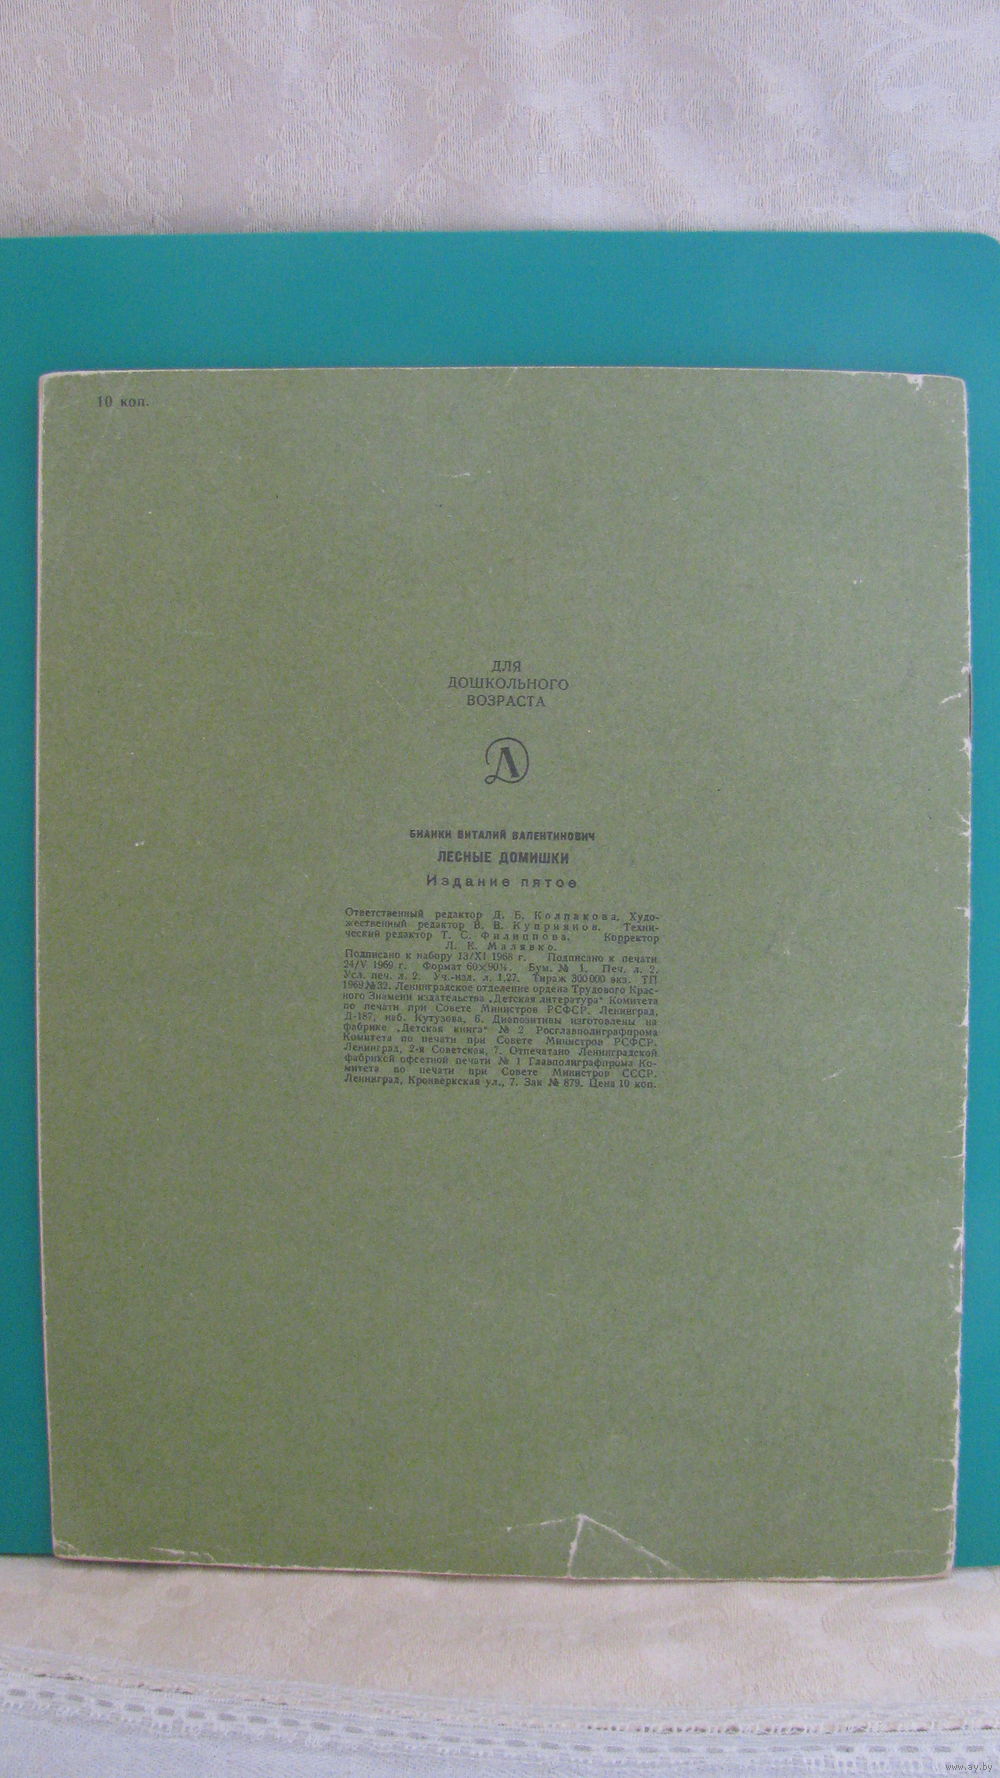 10 коп.
ДЛЯ
ДОШКОЛЬНОГО
ВОЗРАСТА
Д
БИАНКИ ВИТАЛИЙ ВАЛЕНТИНОВИЧ
ЛЕСНЫЕ ДОМИШКИ
Издание пятое
Ответственный редактор Д. Б. Колпакова. Худо-
жественный редактор В. В. Куприянов. Техни-
ческий редактор Т. С. Филиппова. Корректор
Л. К. Малявко.
Подписано к набору 13/XI 1968 г. Подписано к печати
24/V 1969 г. Формат 60×90⅛. Бум. № 1. Печ. л. 2.
Усл. печ. л. 2. Уч.-изд. л. 1,27. Тираж 300 000 экз. ТП
1969 № 32. Ленинградское отделение ордена Трудового Крас-
ного Знамени издательства „Детская литература“ Комитета
по печати при Совете Министров РСФСР. Ленинград,
Д-187, наб. Кутузова, 6. Диапозитивы изготовлены на
фабрике „Детская книга“ № 2 Росглавполиграфпрома
Комитета по печати при Совете Министров РСФСР.
Ленинград, 2-я Советская, 7. Отпечатано Ленинградской
фабрикой офсетной печати № 1 Главполиграфпрома Ко-
митета по печати при Совете Министров СССР.
Ленинград, Кронверкская ул., 7. Зак № 879. Цена 10 коп.
www.ay.by